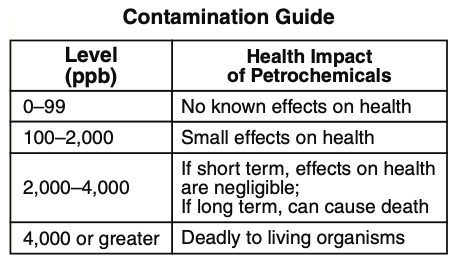 Contamination Guide
Level
(ppb)
Health Impact
of Petrochemicals
0–99
No known effects on health
100–2,000
Small effects on health
2,000–4,000
If short term, effects on health
are negligible;
If long term, can cause death
4,000 or greater
Deadly to living organisms